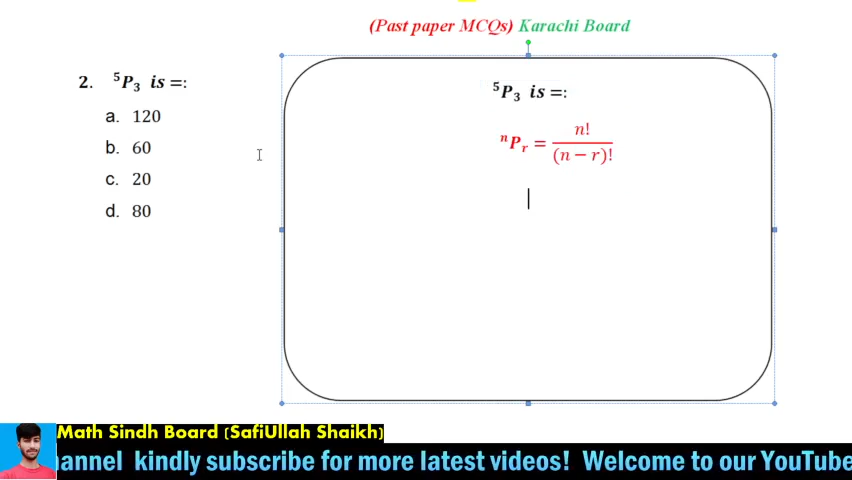 (Past paper MCQs) Karachi Board
2. ⁵P₃ is =:
a. 120
b. 60
c. 20
d. 80
⁵P₃ is =:
ⁿPᵣ = n! / (n − r)!
Math Sindh Board (SafiUllah Shaikh)
hannel kindly subscribe for more latest videos! Welcome to our YouTube